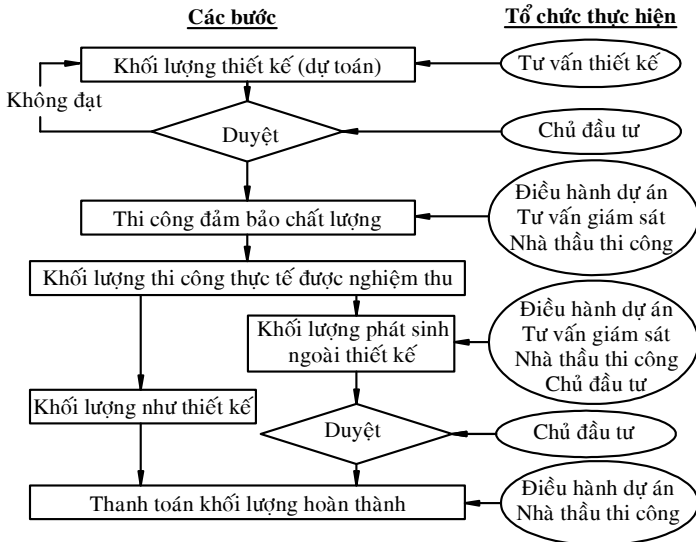 Các bước
Tổ chức thực hiện
Khối lượng thiết kế (dự toán)
Tư vấn thiết kế
Không đạt
Duyệt
Chủ đầu tư
Thi công đảm bảo chất lượng
Điều hành dự án
Tư vấn giám sát
Nhà thầu thi công
Khối lượng thi công thực tế được nghiệm thu
Khối lượng phát sinh
ngoài thiết kế
Điều hành dự án
Tư vấn giám sát
Nhà thầu thi công
Chủ đầu tư
Khối lượng như thiết kế
Duyệt
Chủ đầu tư
Thanh toán khối lượng hoàn thành
Điều hành dự án
Nhà thầu thi công